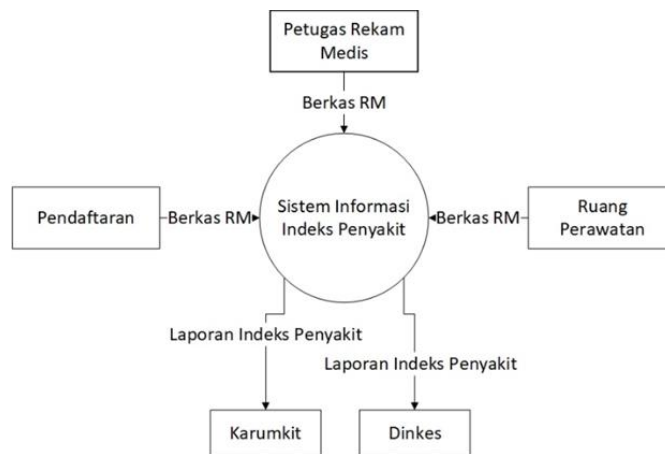 Petugas Rekam
Medis
Berkas RM
Pendaftaran
Berkas RM
Sistem Informasi
Indeks Penyakit
Berkas RM
Ruang
Perawatan
Laporan Indeks Penyakit
Laporan Indeks Penyakit
Karumkit
Dinkes